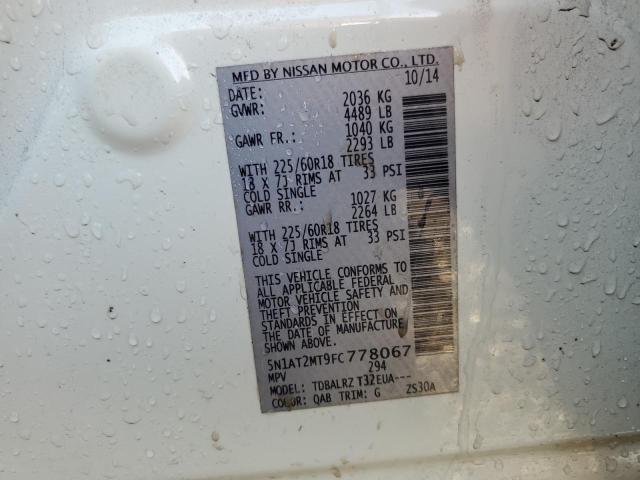 MFD BY NISSAN MOTOR CO., LTD.
DATE: 10/14
GVWR: 2036 KG
4489 LB
GAWR FR.: 1040 KG
2293 LB
WITH 225/60R18 TIRES
18 X 7J RIMS AT 33 PSI
COLD SINGLE
GAWR RR.: 1027 KG
2264 LB
WITH 225/60R18 TIRES
18 X 7J RIMS AT 33 PSI
COLD SINGLE
THIS VEHICLE CONFORMS TO
ALL APPLICABLE FEDERAL
MOTOR VEHICLE SAFETY AND
THEFT PREVENTION
STANDARDS IN EFFECT ON
THE DATE OF MANUFACTURE
SHOWN ABOVE.
5N1AT2MT9FC778067
MPV 294
MODEL: TDBALRZ T32EUA---
COLOR: QAB TRIM: G ZS30A